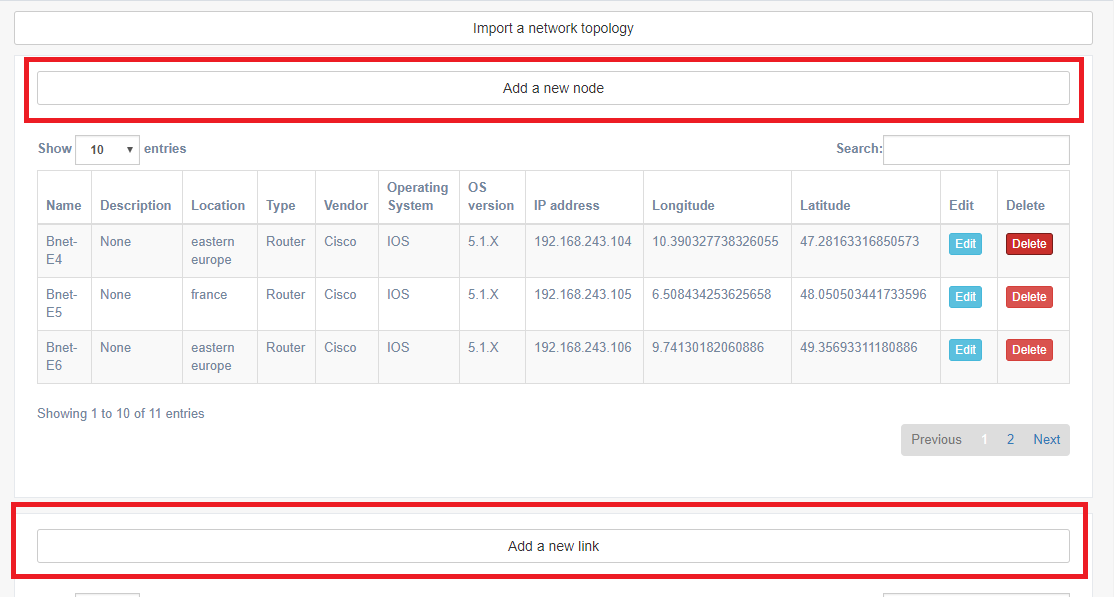 Import a network topology
Add a new node
Show 10 entries Search:
Name Description Location Type Vendor Operating System OS version IP address Longitude Latitude Edit Delete
Bnet-E4 None eastern europe Router Cisco IOS 5.1.X 192.168.243.104 10.390327738326055 47.28163316850573 Edit Delete
Bnet-E5 None france Router Cisco IOS 5.1.X 192.168.243.105 6.508434253625658 48.050503441733596 Edit Delete
Bnet-E6 None eastern europe Router Cisco IOS 5.1.X 192.168.243.106 9.74130182060886 49.35693311180886 Edit Delete
Showing 1 to 10 of 11 entries
Previous 1 2 Next
Add a new link